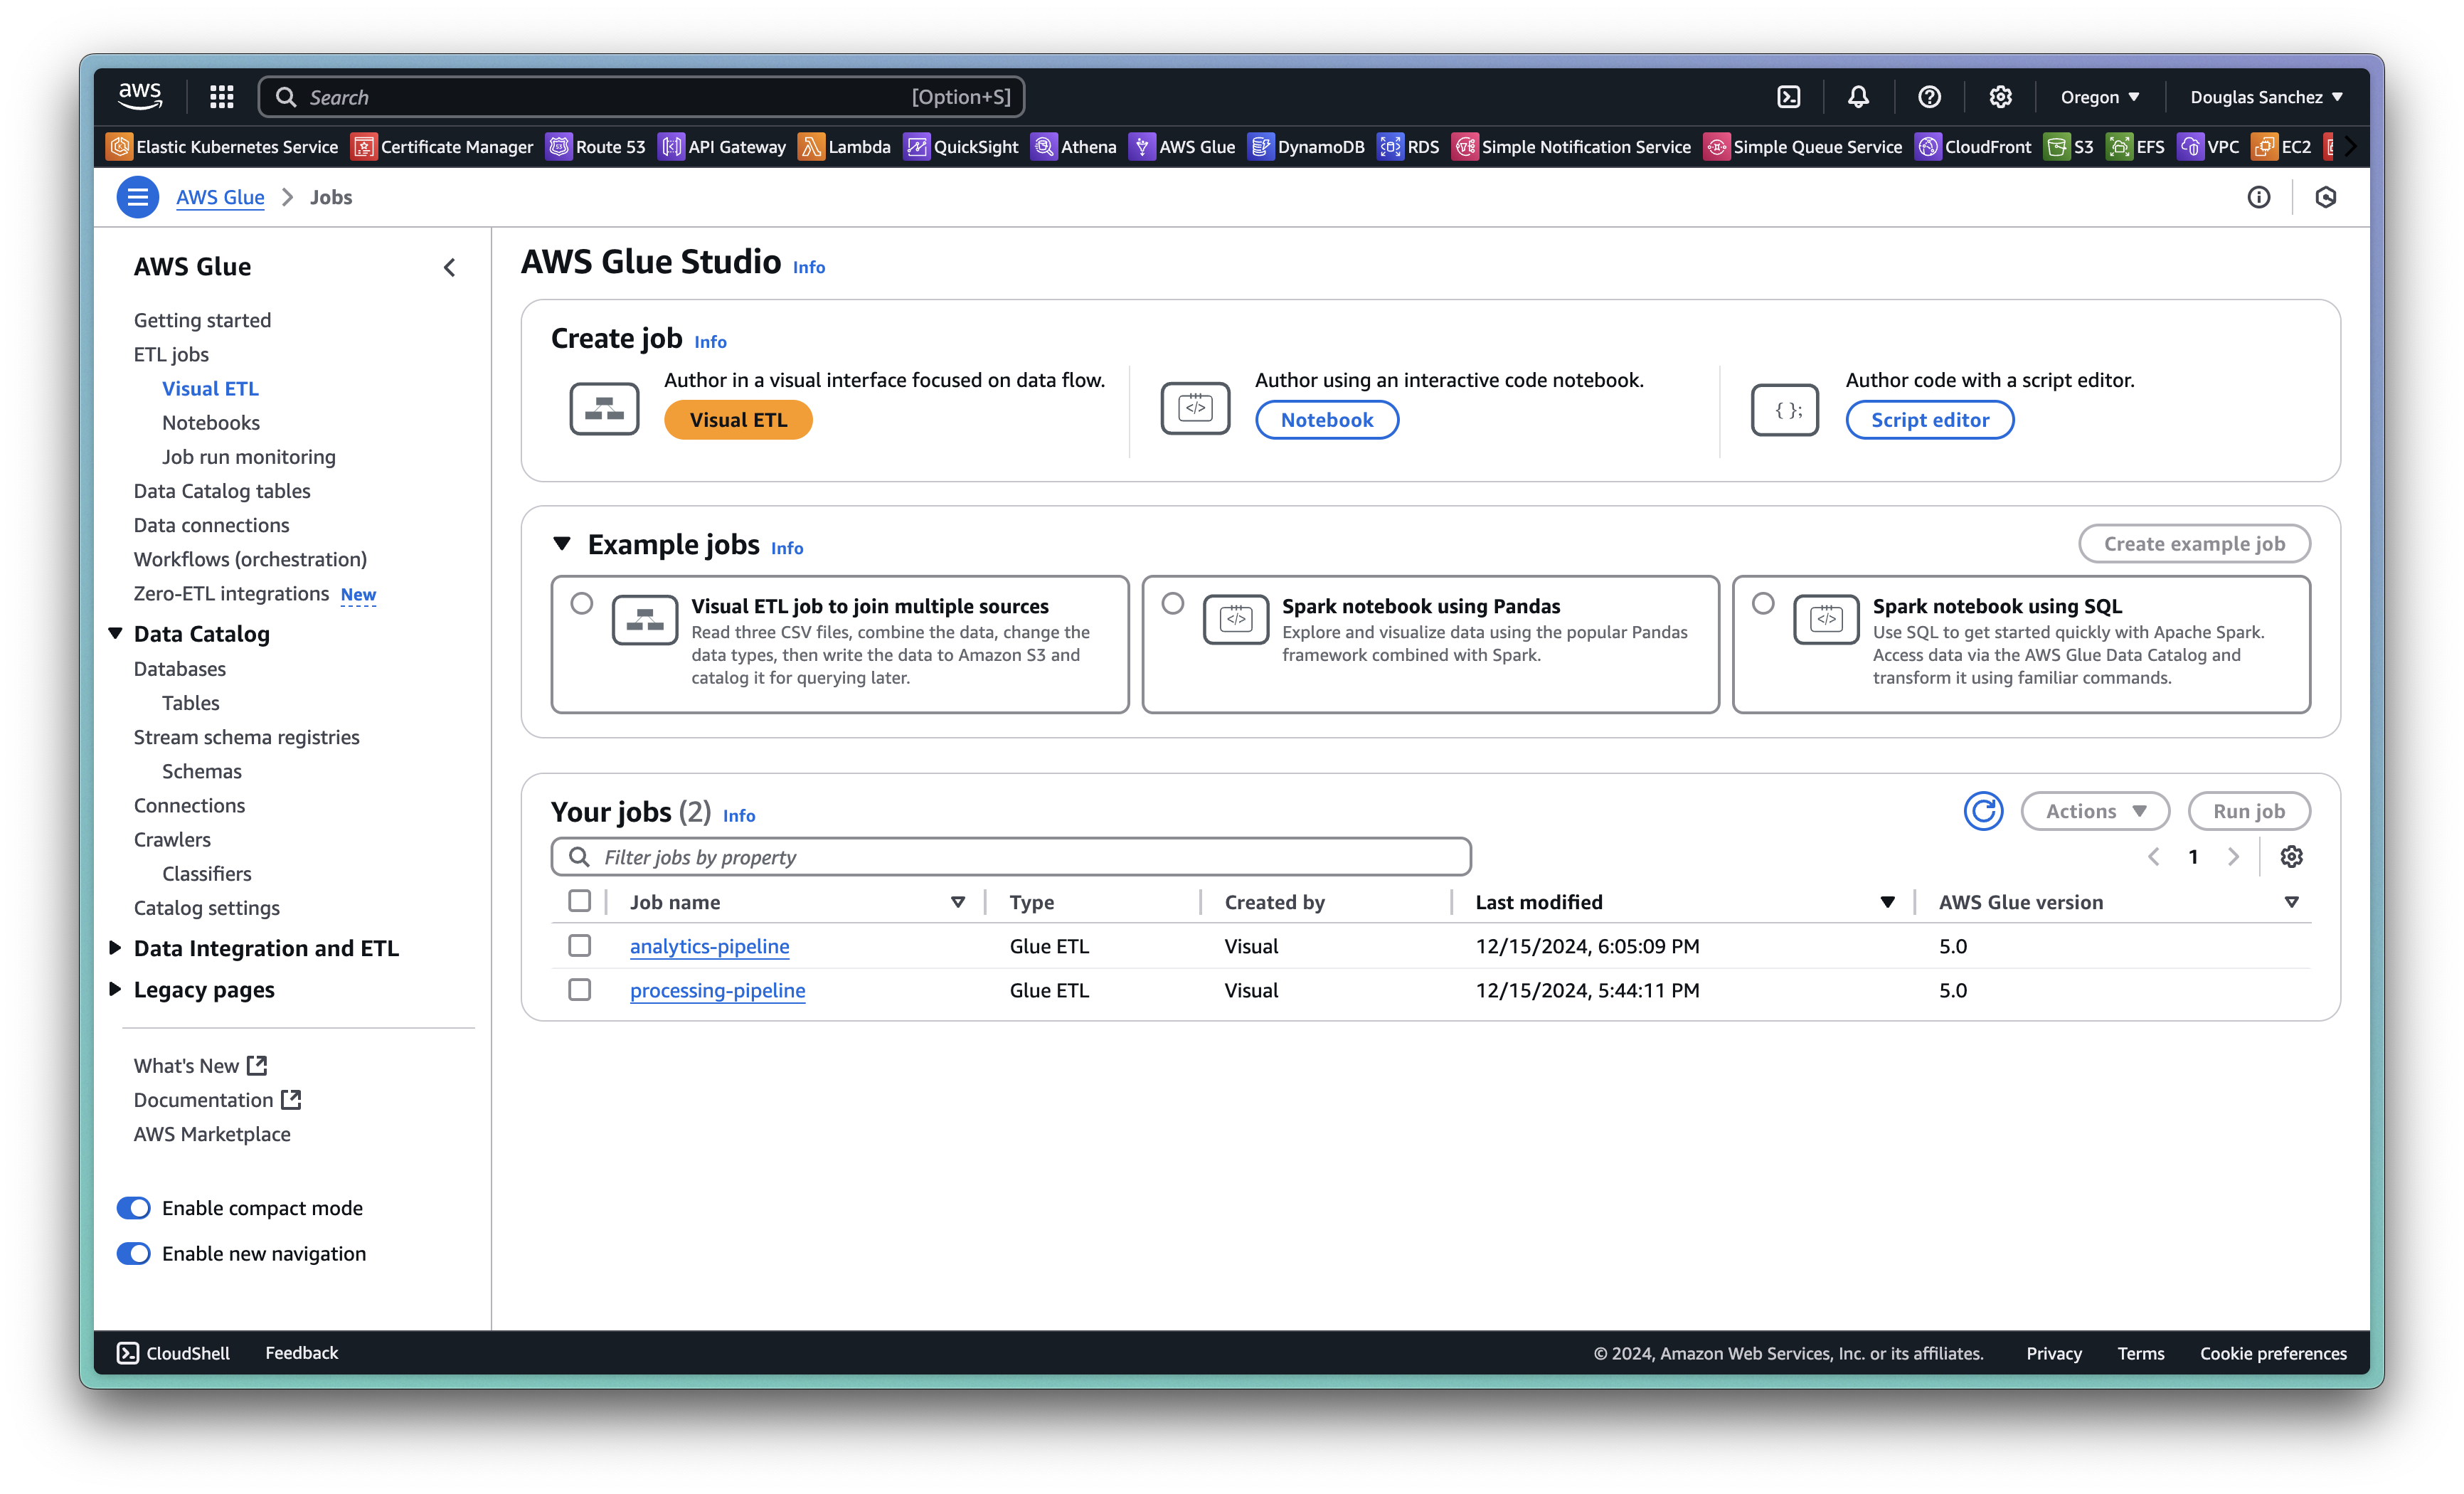 aws
Search [Option+S]
Oregon
Douglas Sanchez
Elastic Kubernetes Service Certificate Manager Route 53 API Gateway Lambda QuickSight Athena AWS Glue DynamoDB RDS Simple Notification Service Simple Queue Service CloudFront S3 EFS VPC EC2
AWS Glue > Jobs
AWS Glue
Getting started
ETL jobs
Visual ETL
Notebooks
Job run monitoring
Data Catalog tables
Data connections
Workflows (orchestration)
Zero-ETL integrations New
Data Catalog
Databases
Tables
Stream schema registries
Schemas
Connections
Crawlers
Classifiers
Catalog settings
Data Integration and ETL
Legacy pages
What's New
Documentation
AWS Marketplace
Enable compact mode
Enable new navigation
AWS Glue Studio Info
Create job Info
Author in a visual interface focused on data flow.
Visual ETL
</>
Author using an interactive code notebook.
Notebook
{ };
Author code with a script editor.
Script editor
Example jobs Info
Create example job
Visual ETL job to join multiple sources
Read three CSV files, combine the data, change the
data types, then write the data to Amazon S3 and
catalog it for querying later.
</>
Spark notebook using Pandas
Explore and visualize data using the popular Pandas
framework combined with Spark.
</>
Spark notebook using SQL
Use SQL to get started quickly with Apache Spark.
Access data via the AWS Glue Data Catalog and
transform it using familiar commands.
Your jobs (2) Info
Actions
Run job
Filter jobs by property
1
Job name Type Created by Last modified AWS Glue version
analytics-pipeline Glue ETL Visual 12/15/2024, 6:05:09 PM 5.0
processing-pipeline Glue ETL Visual 12/15/2024, 5:44:11 PM 5.0
CloudShell Feedback © 2024, Amazon Web Services, Inc. or its affiliates. Privacy Terms Cookie preferences